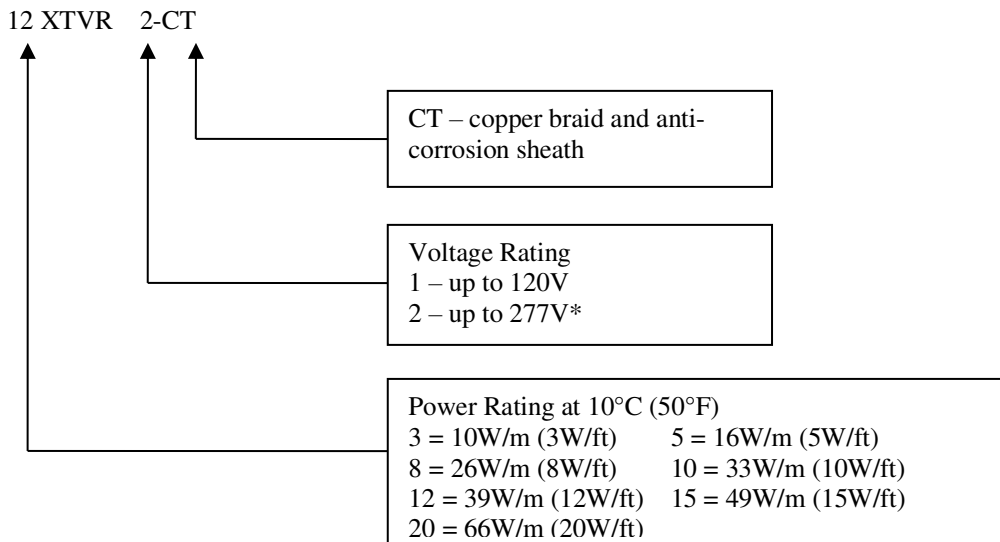 12 XTVR 2-CT
CT – copper braid and anti-
corrosion sheath
Voltage Rating
1 – up to 120V
2 – up to 277V*
Power Rating at 10°C (50°F)
3 = 10W/m (3W/ft) 5 = 16W/m (5W/ft)
8 = 26W/m (8W/ft) 10 = 33W/m (10W/ft)
12 = 39W/m (12W/ft) 15 = 49W/m (15W/ft)
20 = 66W/m (20W/ft)